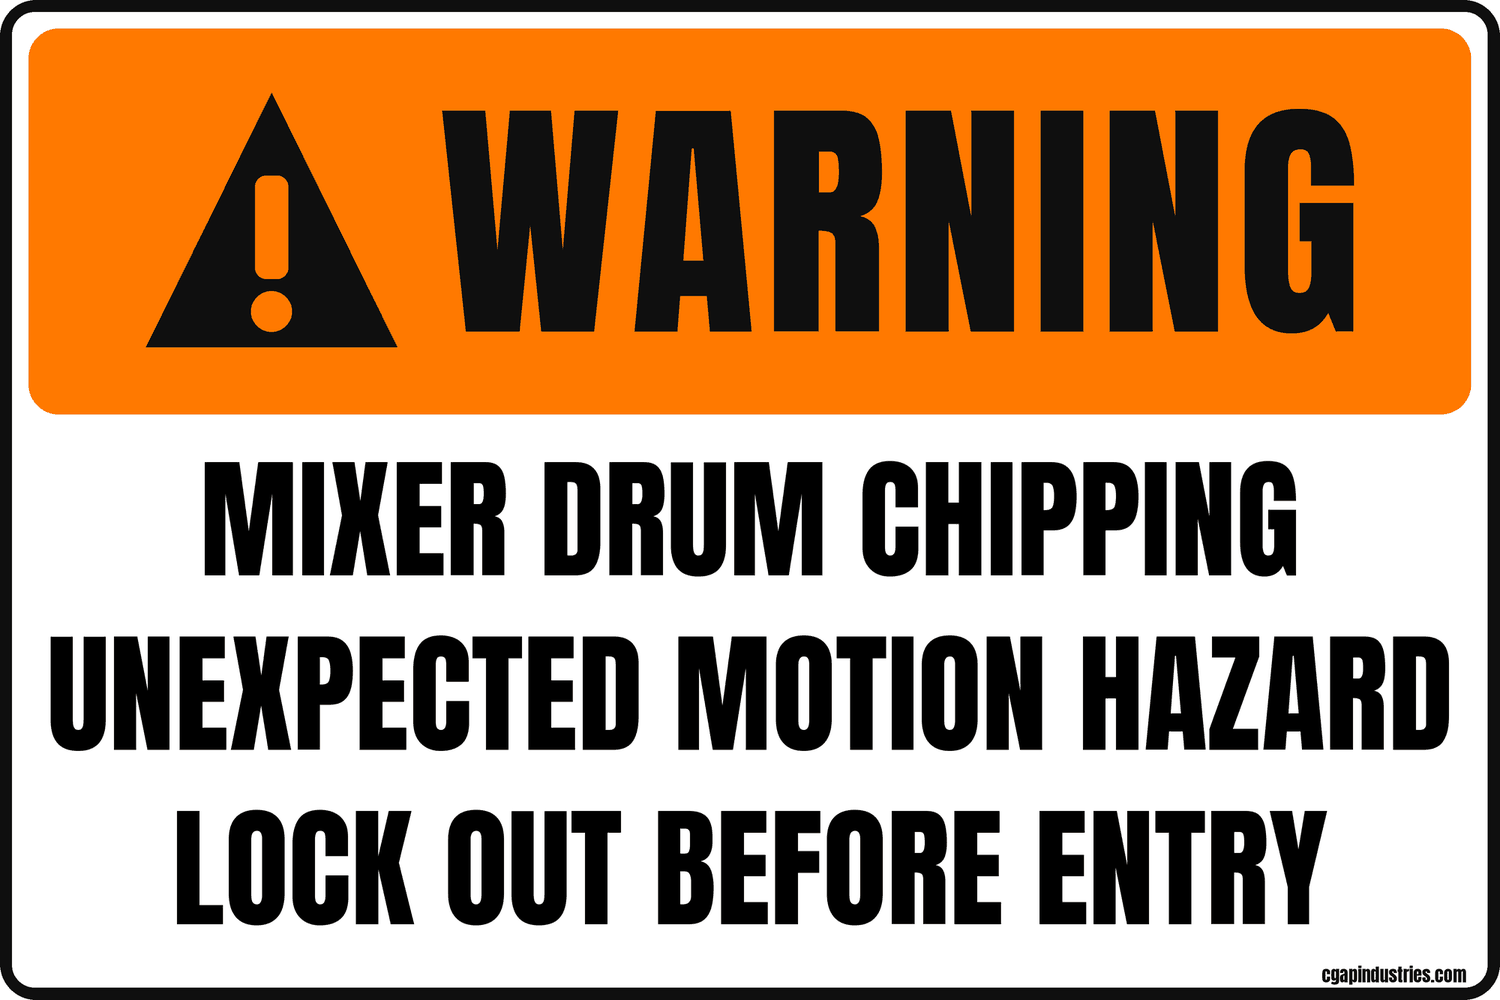 WARNING
MIXER DRUM CHIPPING
UNEXPECTED MOTION HAZARD
LOCK OUT BEFORE ENTRY
cgapindustries.com